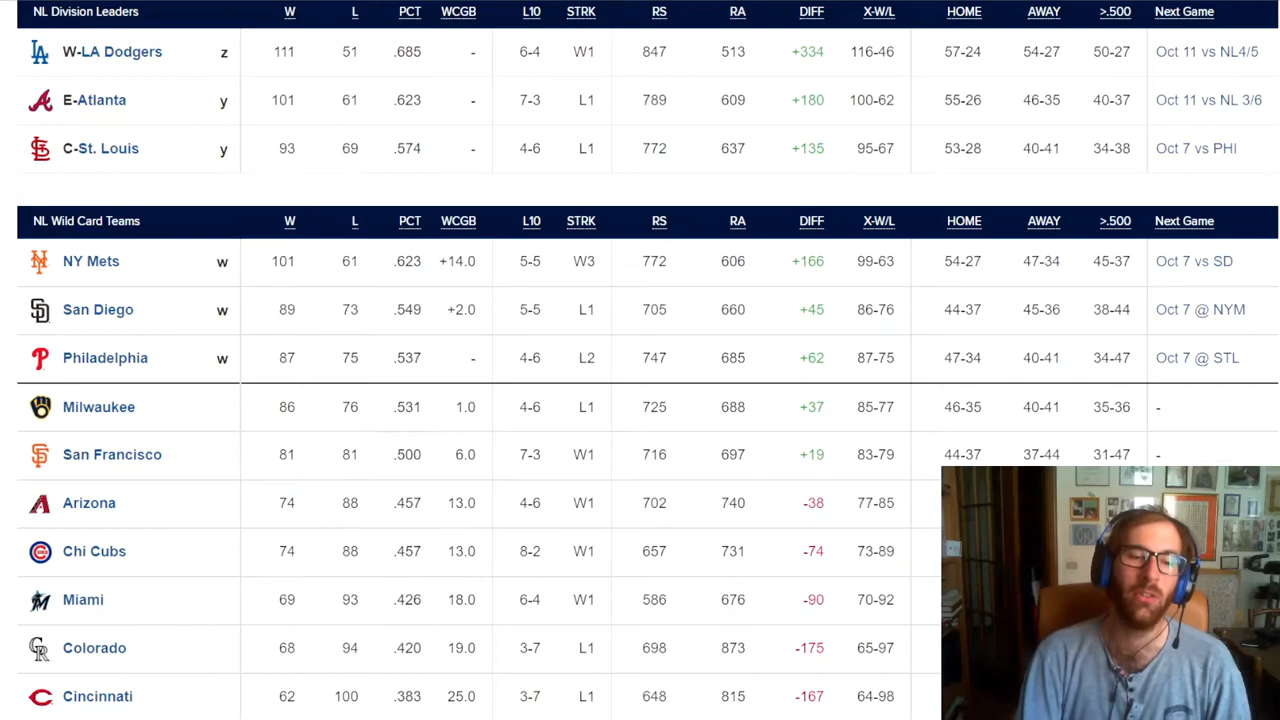 NL Division Leaders W L PCT WCGB L10 STRK RS RA DIFF X-W/L HOME AWAY >.500 Next Game
W-LA Dodgers z 111 51 .685 - 6-4 W1 847 513 +334 116-46 57-24 54-27 50-27 Oct 11 vs NL4/5
E-Atlanta y 101 61 .623 - 7-3 L1 789 609 +180 100-62 55-26 46-35 40-37 Oct 11 vs NL 3/6
C-St. Louis y 93 69 .574 - 4-6 L1 772 637 +135 95-67 53-28 40-41 34-38 Oct 7 vs PHI
NL Wild Card Teams W L PCT WCGB L10 STRK RS RA DIFF X-W/L HOME AWAY >.500 Next Game
NY Mets w 101 61 .623 +14.0 5-5 W3 772 606 +166 99-63 54-27 47-34 45-37 Oct 7 vs SD
San Diego w 89 73 .549 +2.0 5-5 L1 705 660 +45 86-76 44-37 45-36 38-44 Oct 7 @ NYM
Philadelphia w 87 75 .537 - 4-6 L2 747 685 +62 87-75 47-34 40-41 34-47 Oct 7 @ STL
Milwaukee 86 76 .531 1.0 4-6 L1 725 688 +37 85-77 46-35 40-41 35-36 -
San Francisco 81 81 .500 6.0 7-3 W1 716 697 +19 83-79 44-37 37-44 31-47 -
Arizona 74 88 .457 13.0 4-6 W1 702 740 -38 77-85
Chi Cubs 74 88 .457 13.0 8-2 W1 657 731 -74 73-89
Miami 69 93 .426 18.0 6-4 W1 586 676 -90 70-92
Colorado 68 94 .420 19.0 3-7 L1 698 873 -175 65-97
Cincinnati 62 100 .383 25.0 3-7 L1 648 815 -167 64-98